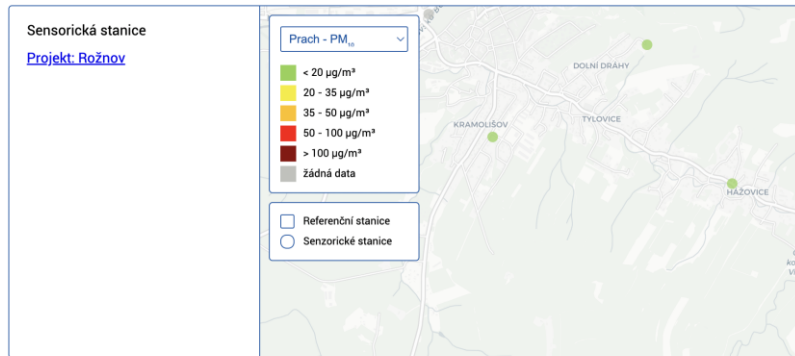 Sensorická stanice
Projekt: Rožnov
Prach - PM₁₀
< 20 µg/m³
20 - 35 µg/m³
35 - 50 µg/m³
50 - 100 µg/m³
> 100 µg/m³
žádná data
Referenční stanice
Senzorické stanice
DOLNÍ DRÁHY
KRAMOLIŠOV
TYLOVICE
HÁŽOVICE